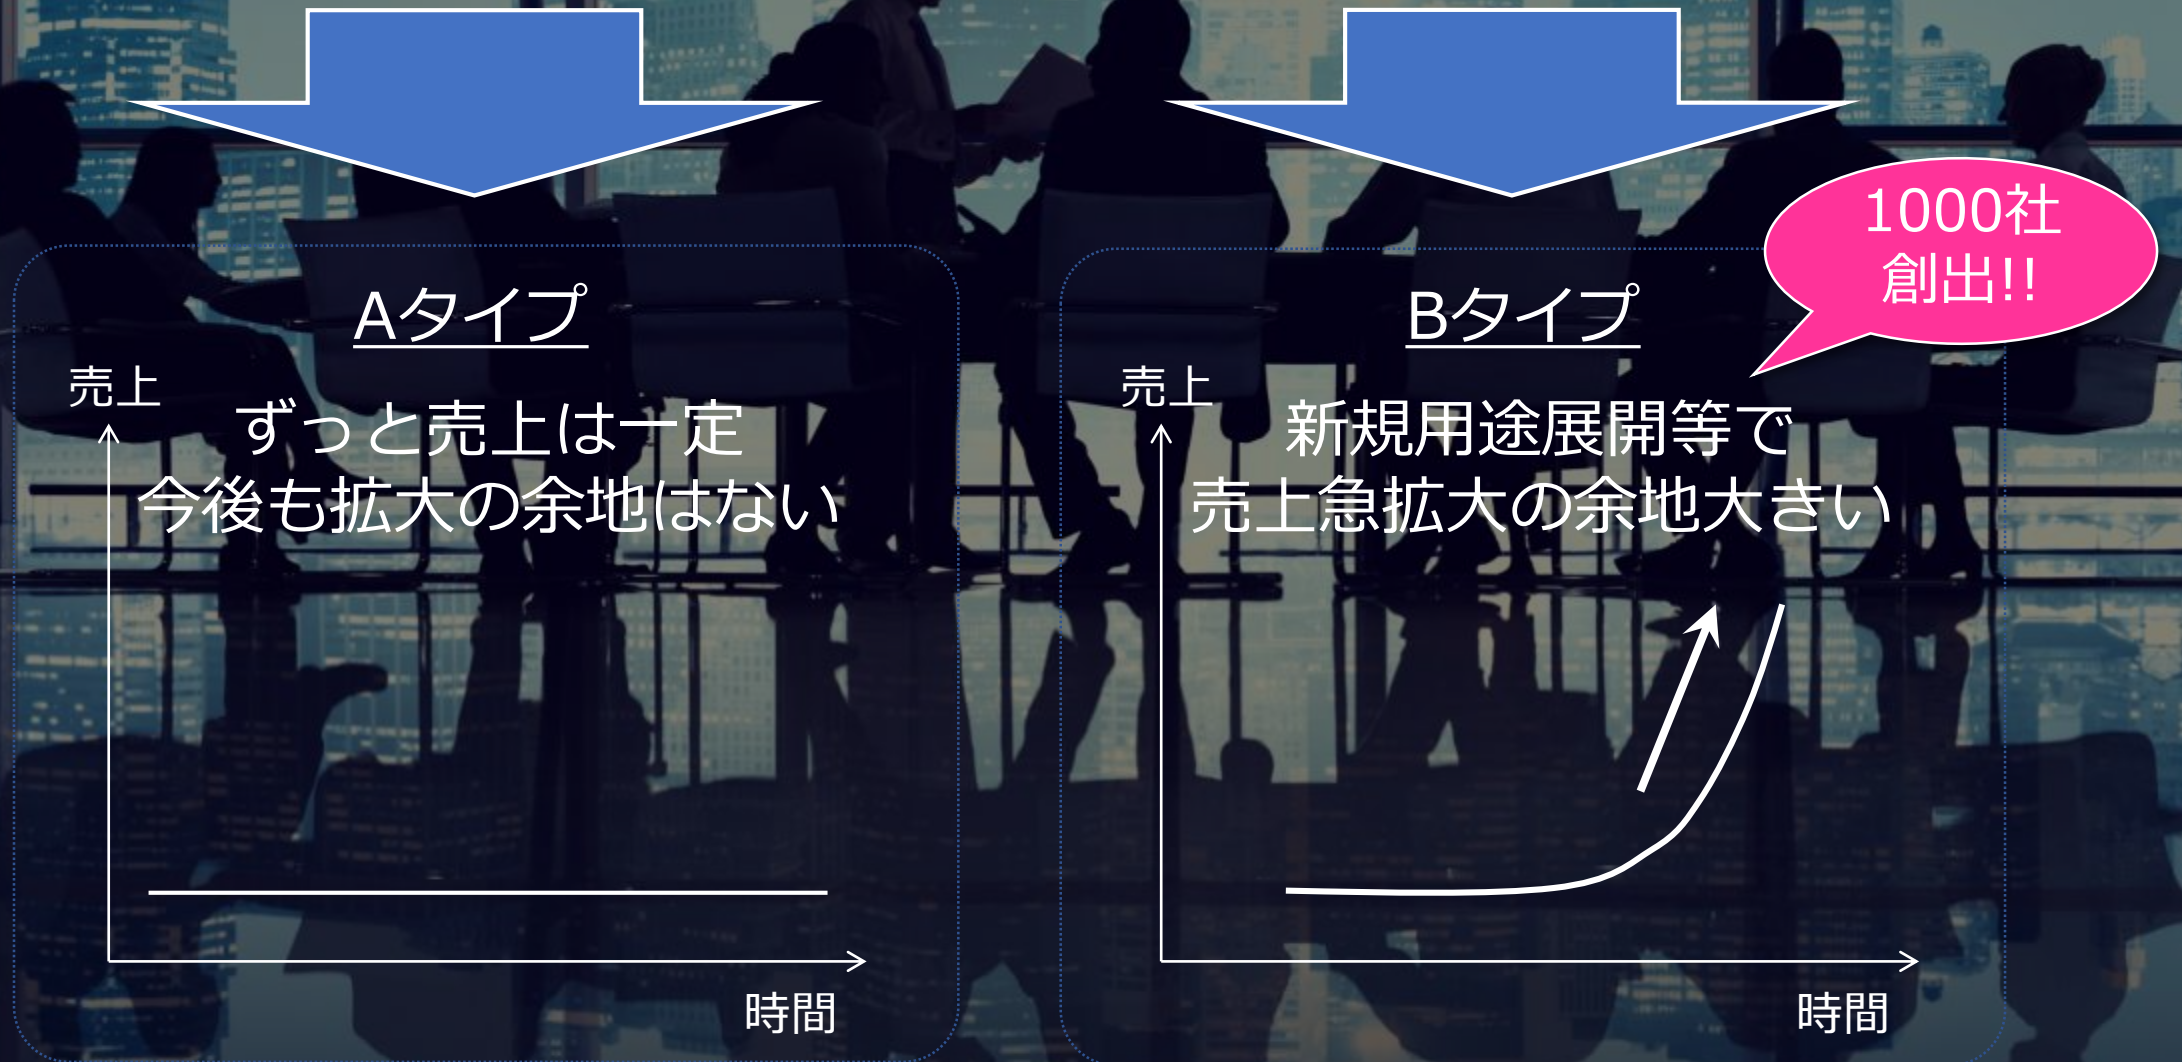 Aタイプ
売上
ずっと売上は一定
今後も拡大の余地はない
時間
Bタイプ
1000社
創出!!
売上
新規用途展開等で
売上急拡大の余地大きい
時間